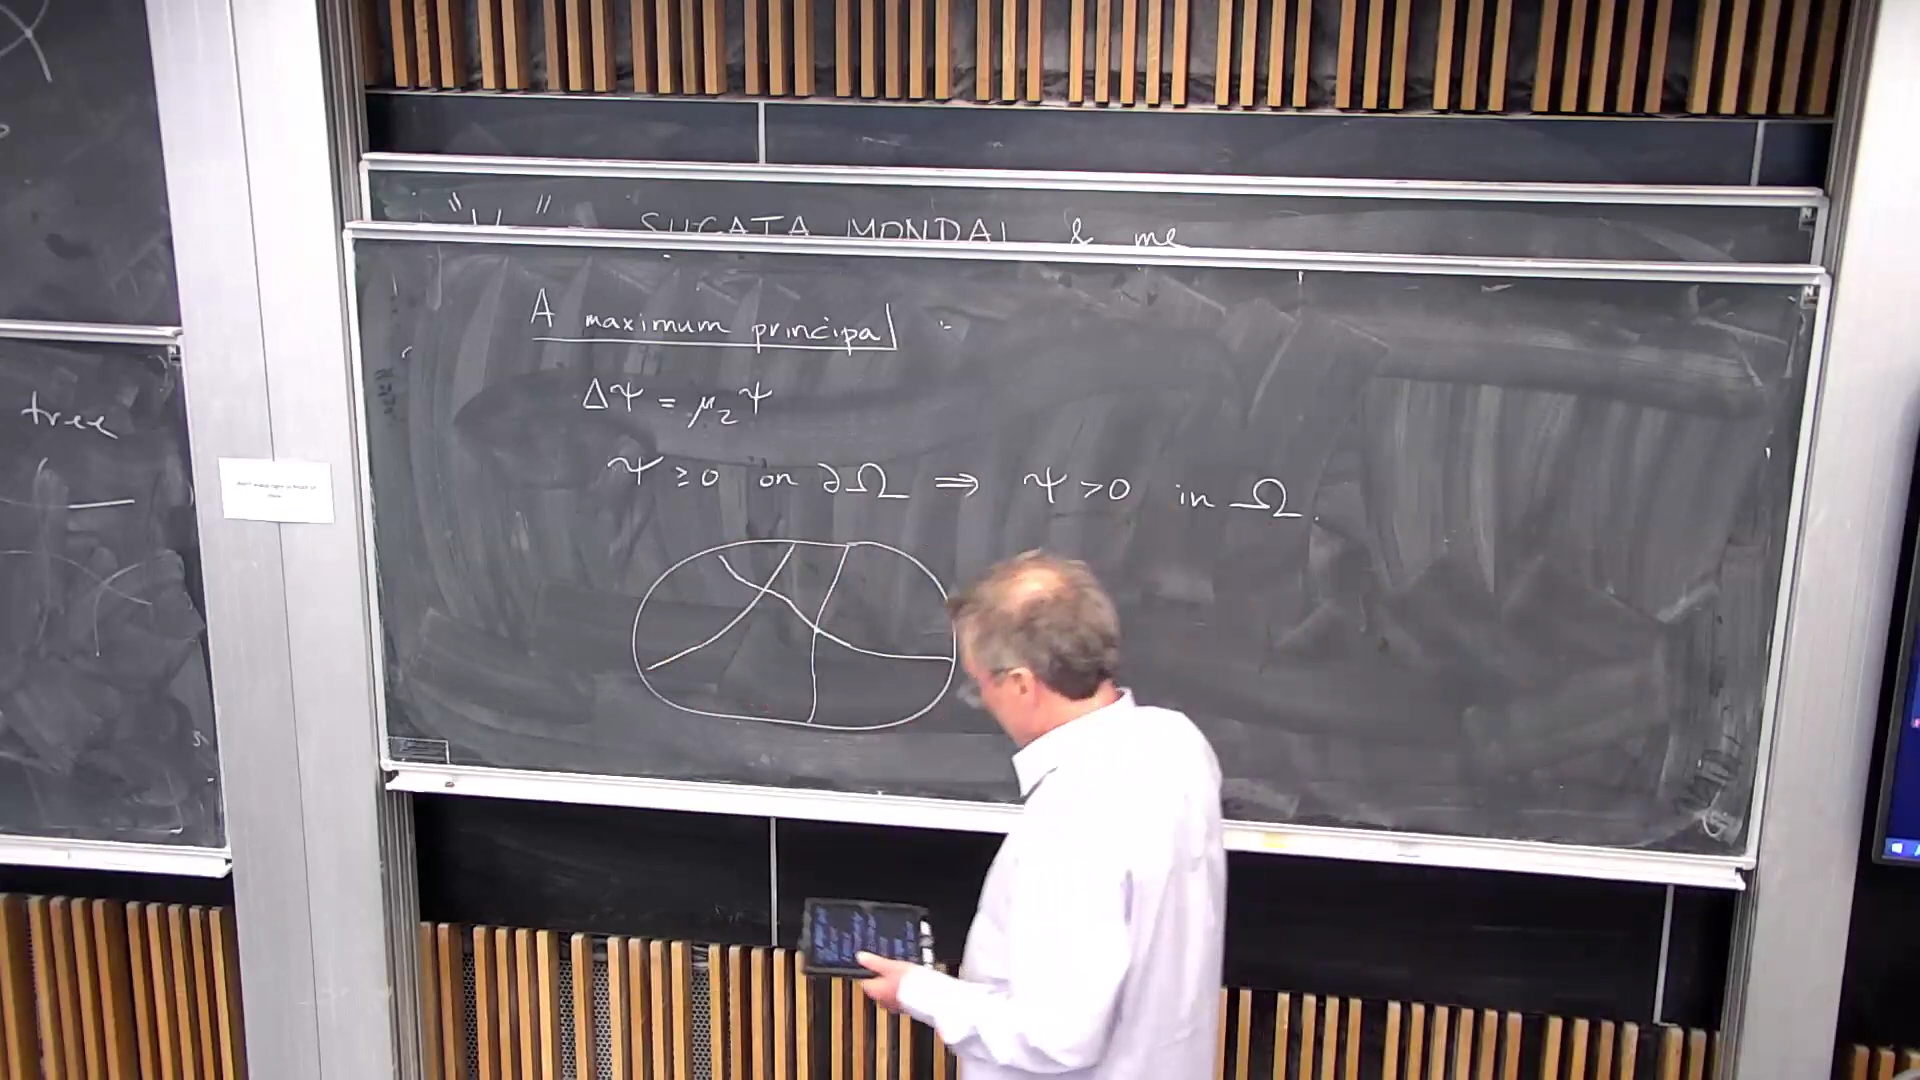 SUGATA MONDAL & me
A maximum principal :
Δψ = μ₂ψ
ψ ≥ 0 on ∂Ω ⇒ ψ > 0 in Ω.
tree